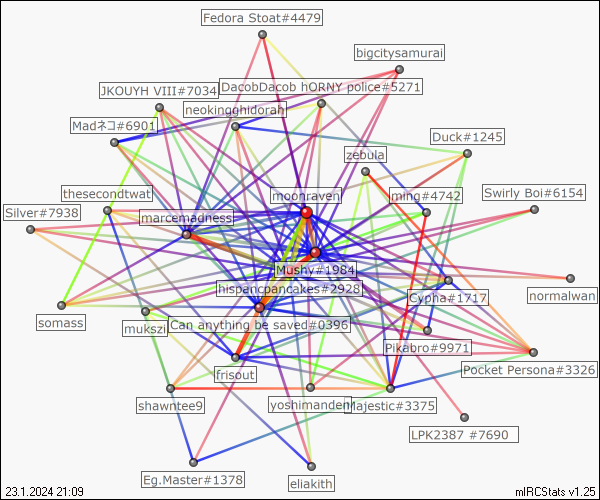 Fedora Stoat#4479
bigcitysamurai
DacobDacob hORNY police#5271
JKOUYH VIII#7034
neokingghidorah
Madネコ#6901
Duck#1245
zebula
thesecondtwat
moonraven
ming#4742
Swirly Boi#6154
Silver#7938
marcemadness
Mushy#1984
hispancpancakes#2928
Cypha#1717
normalwan
somass
mukszi
Can anything be saved#0396
Pikabro#9971
frisout
Pocket Persona#3326
shawntee9
yoshimanden
Majestic#3375
LPK2387 #7690
Eg.Master#1378
eliakith
23.1.2024 21:09
mIRCStats v1.25